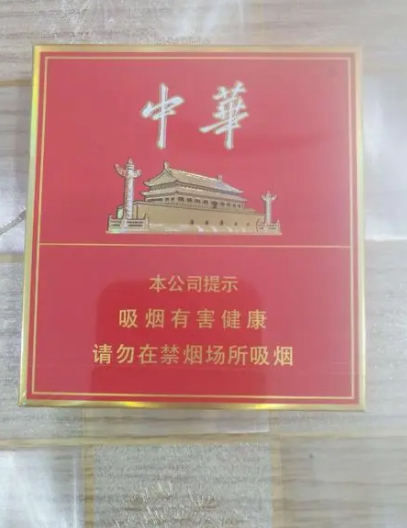 中華
本公司提示
吸烟有害健康
请勿在禁烟场所吸烟